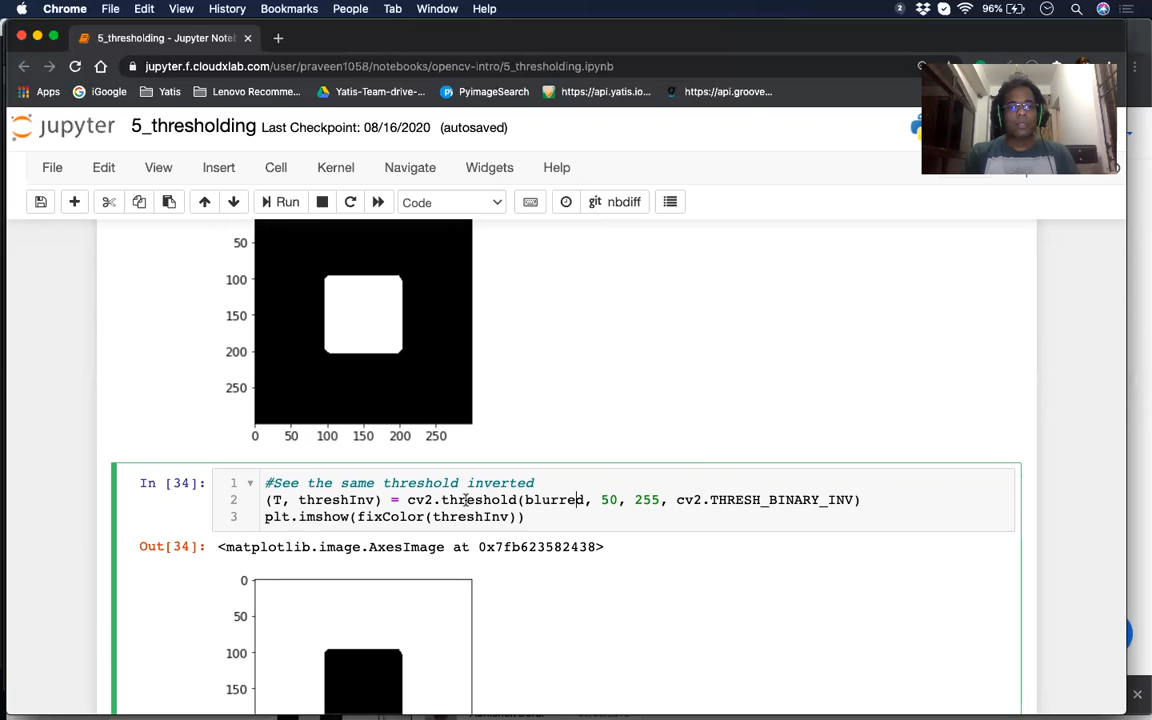 Chrome File Edit View History Bookmarks People Tab Window Help 2 96%
5_thresholding - Jupyter Note
jupyter.f.cloudxlab.com/user/praveen1058/notebooks/opencv-intro/5_thresholding.ipynb
Apps iGoogle Yatis Lenovo Recomme... Yatis-Team-drive-... PyimageSearch https://api.yatis.io... https://api.groove...
jupyter 5_thresholding Last Checkpoint: 08/16/2020 (autosaved)
File Edit View Insert Cell Kernel Navigate Widgets Help
Run Code git nbdiff
50
100
150
200
250
0 50 100 150 200 250
In [34]: 1 #See the same threshold inverted
2 (T, threshInv) = cv2.threshold(blurred, 50, 255, cv2.THRESH_BINARY_INV)
3 plt.imshow(fixColor(threshInv))
Out[34]: <matplotlib.image.AxesImage at 0x7fb623582438>
0
50
100
150